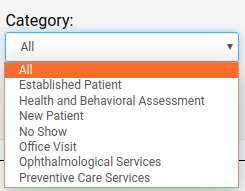 Category:
All
All
Established Patient
Health and Behavioral Assessment
New Patient
No Show
Office Visit
Ophthalmological Services
Preventive Care Services